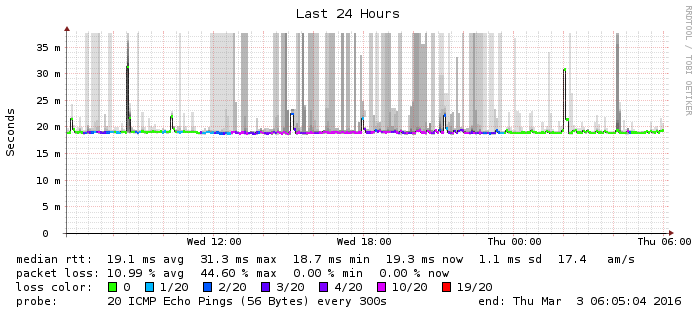 Last 24 Hours
RRDTOOL / TOBI OETIKER
Seconds
35 m
30 m
25 m
20 m
15 m
10 m
5 m
0
Wed 12:00 Wed 18:00 Thu 00:00 Thu 06:00
median rtt: 19.1 ms avg 31.3 ms max 18.7 ms min 19.3 ms now 1.1 ms sd 17.4 am/s
packet loss: 10.99 % avg 44.60 % max 0.00 % min 0.00 % now
loss color: 0 1/20 2/20 3/20 4/20 10/20 19/20
probe: 20 ICMP Echo Pings (56 Bytes) every 300s end: Thu Mar 3 06:05:04 2016